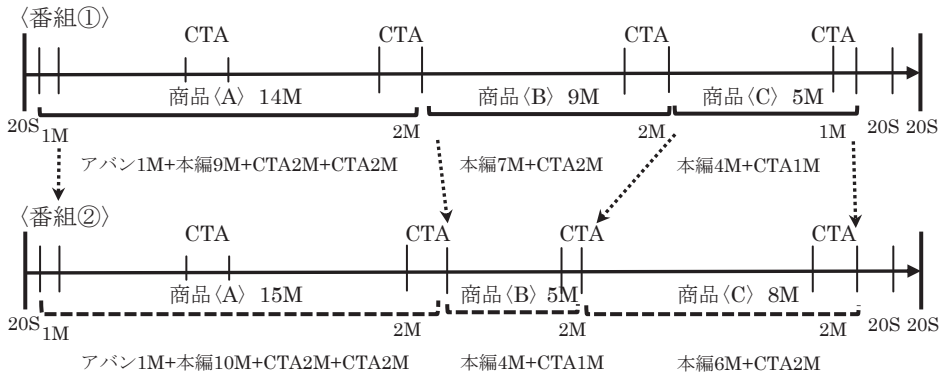 〈番組①〉
CTA CTA CTA CTA
商品〈A〉 14M 商品〈B〉 9M 商品〈C〉 5M
20S 1M 2M 2M 1M 20S 20S
アバン1M+本編9M+CTA2M+CTA2M 本編7M+CTA2M 本編4M+CTA1M
〈番組②〉
CTA CTA CTA CTA
商品〈A〉 15M 商品〈B〉 5M 商品〈C〉 8M
20S 1M 2M 2M 2M 20S 20S
アバン1M+本編10M+CTA2M+CTA2M 本編4M+CTA1M 本編6M+CTA2M